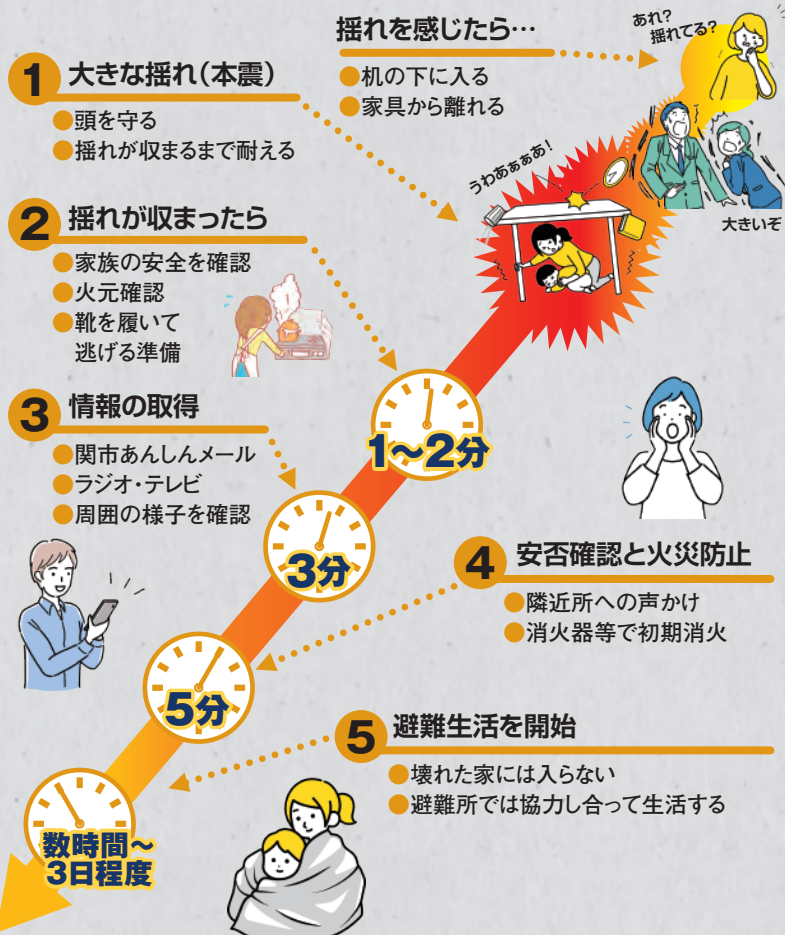 揺れを感じたら…
●机の下に入る
●家具から離れる
あれ?
揺れてる?
大きいぞ
うわあぁぁあ!
1 大きな揺れ(本震)
●頭を守る
●揺れが収まるまで耐える
2 揺れが収まったら
●家族の安全を確認
●火元確認
●靴を履いて
逃げる準備
1〜2分
3 情報の取得
●関市あんしんメール
●ラジオ・テレビ
●周囲の様子を確認
3分
4 安否確認と火災防止
●隣近所への声かけ
●消火器等で初期消火
5分
5 避難生活を開始
●壊れた家には入らない
●避難所では協力し合って生活する
数時間〜
3日程度